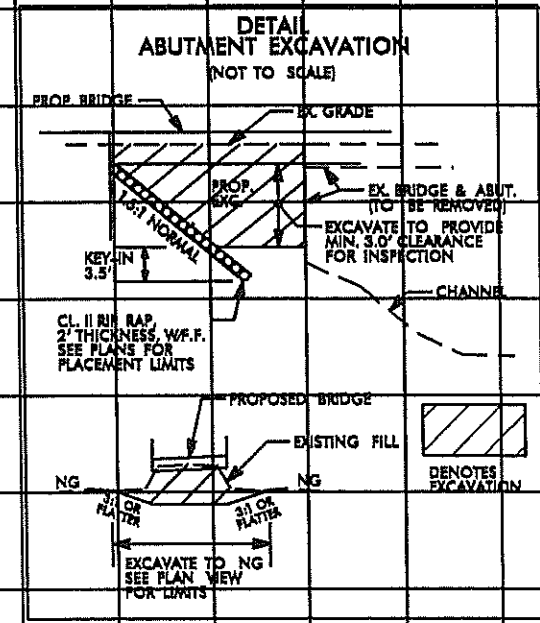 DETAIL
ABUTMENT EXCAVATION
(NOT TO SCALE)
PROP. BRIDGE
EX. GRADE
PROP.
EXC.
EX. BRIDGE & ABUT.
(TO BE REMOVED)
1.5:1 NORMAL
EXCAVATE TO PROVIDE
MIN. 3.0' CLEARANCE
FOR INSPECTION
KEY-IN
3.5'
CHANNEL
CL. II RIP RAP,
2' THICKNESS, W/F.F.
SEE PLANS FOR
PLACEMENT LIMITS
PROPOSED BRIDGE
EXISTING FILL
NG
NG
3:1 OR
FLATTER
3:1 OR
FLATTER
DENOTES
EXCAVATION
EXCAVATE TO NG
SEE PLAN VIEW
FOR LIMITS